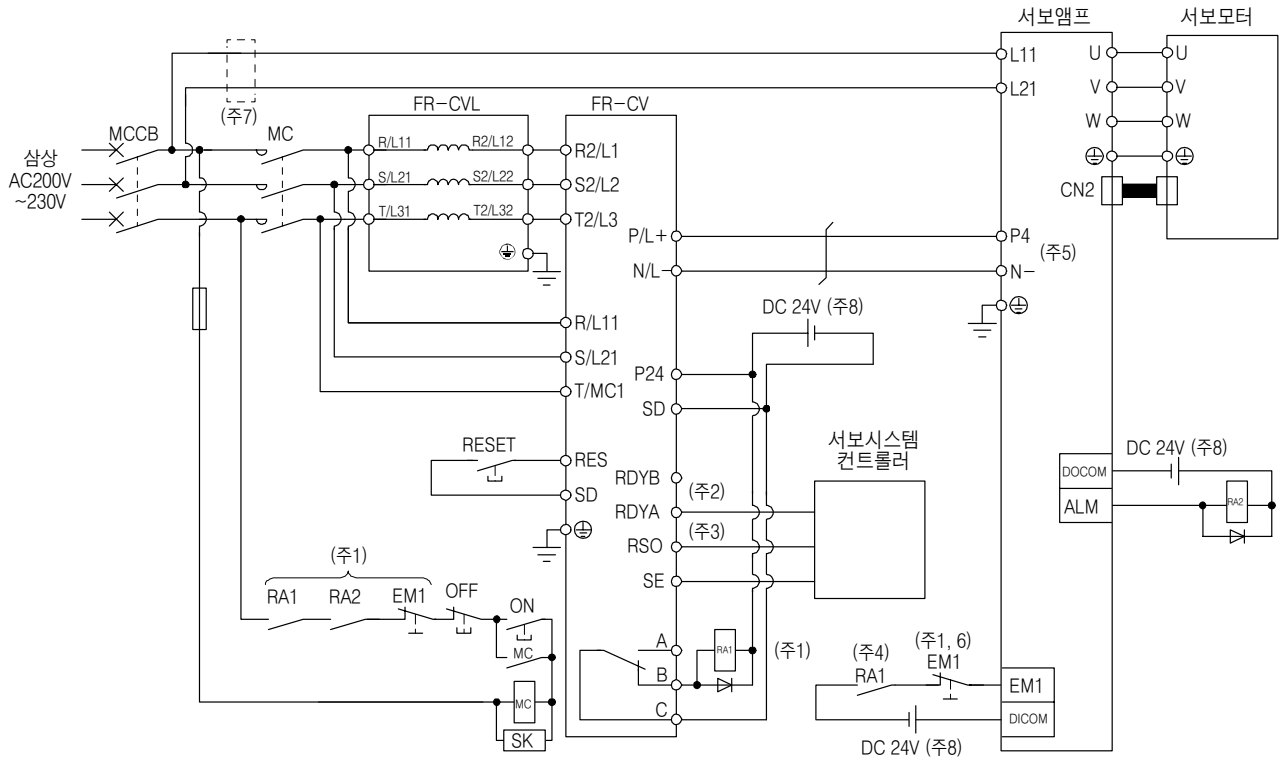 서보앰프
서보모터
L11
U
U
L21
V
V
(주7)
FR-CVL
FR-CV
W
W
MCCB
MC
R/L11
R2/L12
R2/L1
삼상
AC200V
~230V
S/L21
S2/L22
S2/L2
CN2
T/L31
T2/L32
T2/L3
P/L+
P4
(주5)
N/L-
N-
DC 24V (주8)
R/L11
S/L21
P24
T/MC1
SD
서보시스템
컨트롤러
RESET
RES
RDYB
DOCOM
DC 24V (주8)
SD
RDYA
(주2)
ALM
RA2
RSO
(주3)
SE
(주1)
RA1
RA2
EM1
OFF
ON
MC
A
RA1
(주1)
B
(주4)
RA1
(주1, 6)
EM1
EM1
MC
C
DICOM
SK
DC 24V (주8)